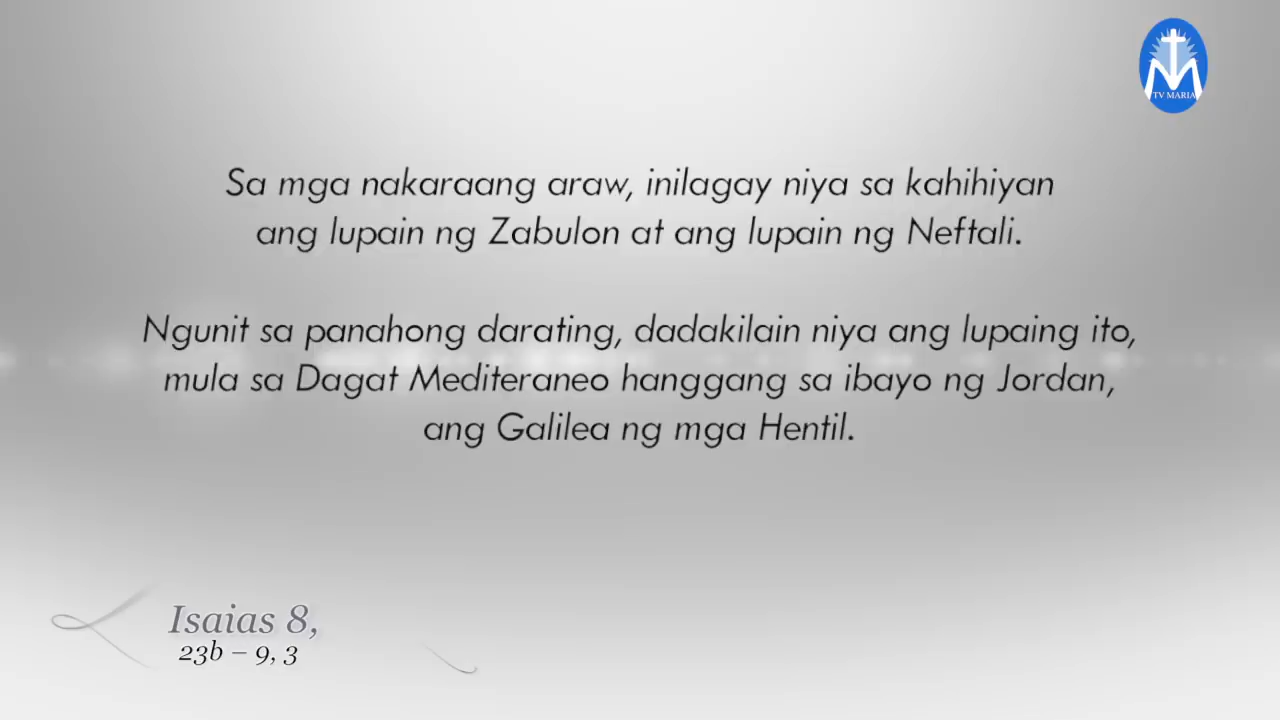 TV MARIA
Sa mga nakaraang araw, inilagay niya sa kahihiyan
ang lupain ng Zabulon at ang lupain ng Neftali.
Ngunit sa panahong darating, dadakilain niya ang lupaing ito,
mula sa Dagat Mediteraneo hanggang sa ibayo ng Jordan,
ang Galilea ng mga Hentil.
Isaias 8,
23b – 9, 3